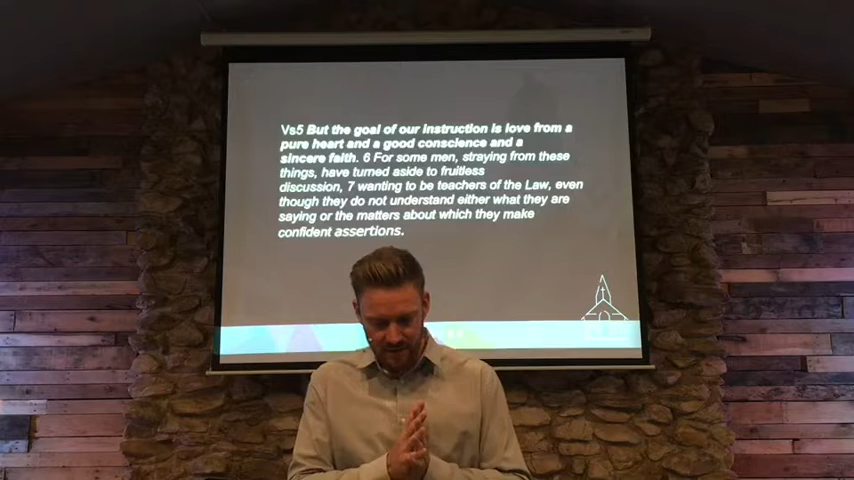 Vs5 But the goal of our instruction is love from a
pure heart and a good conscience and a
sincere faith. 6 For some men, straying from these
things, have turned aside to fruitless
discussion, 7 wanting to be teachers of the Law, even
though they do not understand either what they are
saying or the matters about which they make
confident assertions.